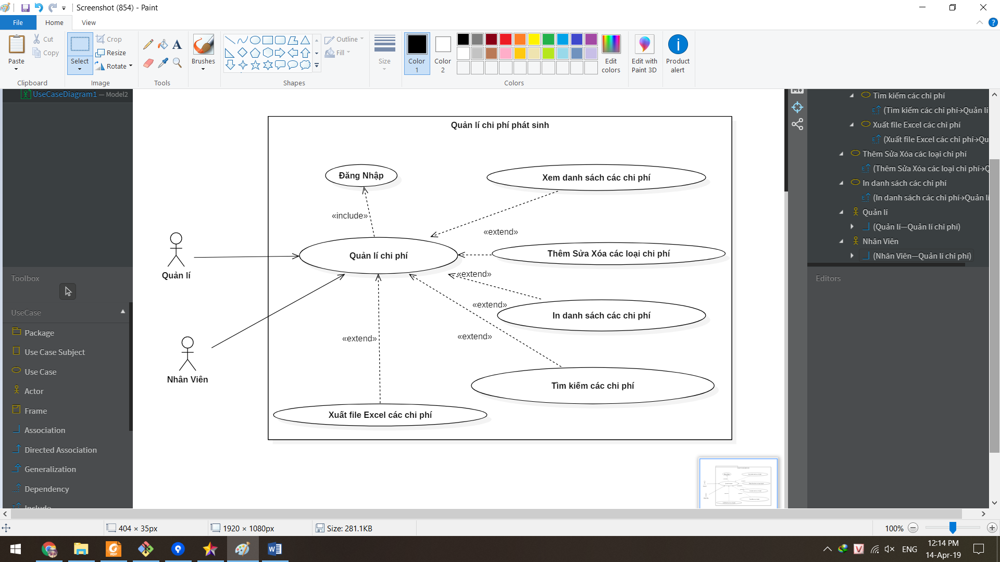 Screenshot (854) - Paint
File Home View
Paste
Cut
Copy
Clipboard
Select
Crop
Resize
Rotate
Image
A
Tools
Brushes
Outline
Fill
Shapes
Size
Color 1
Color 2
Edit colors
Colors
Edit with Paint 3D
Product alert
UseCaseDiagram1 — Model2
Toolbox
UseCase
Package
Use Case Subject
Use Case
Actor
Frame
Association
Directed Association
Generalization
Dependency
Include
Quản lí chi phí phát sinh
Đăng Nhập
Xem danh sách các chi phí
«include»
«extend»
Quản lí chi phí
Thêm Sửa Xóa các loại chi phí
Quản lí
«extend»
«extend»
In danh sách các chi phí
«extend»
«extend»
Nhân Viên
Tìm kiếm các chi phí
Xuất file Excel các chi phí
Tìm kiếm các chi phí
(Tìm kiếm các chi phí→Quản lí
Xuất file Excel các chi phí
(Xuất file Excel các chi phí→Qu
Thêm Sửa Xóa các loại chi phí
(Thêm Sửa Xóa các loại chi phí→Q
In danh sách các chi phí
(In danh sách các chi phí→Quản lí
Quản lí
(Quản lí—Quản lí chi phí)
Nhân Viên
(Nhân Viên—Quản lí chi phí)
Editors
404 × 35px
1920 × 1080px
Size: 281.1KB
100%
ENG
12:14 PM
14-Apr-19